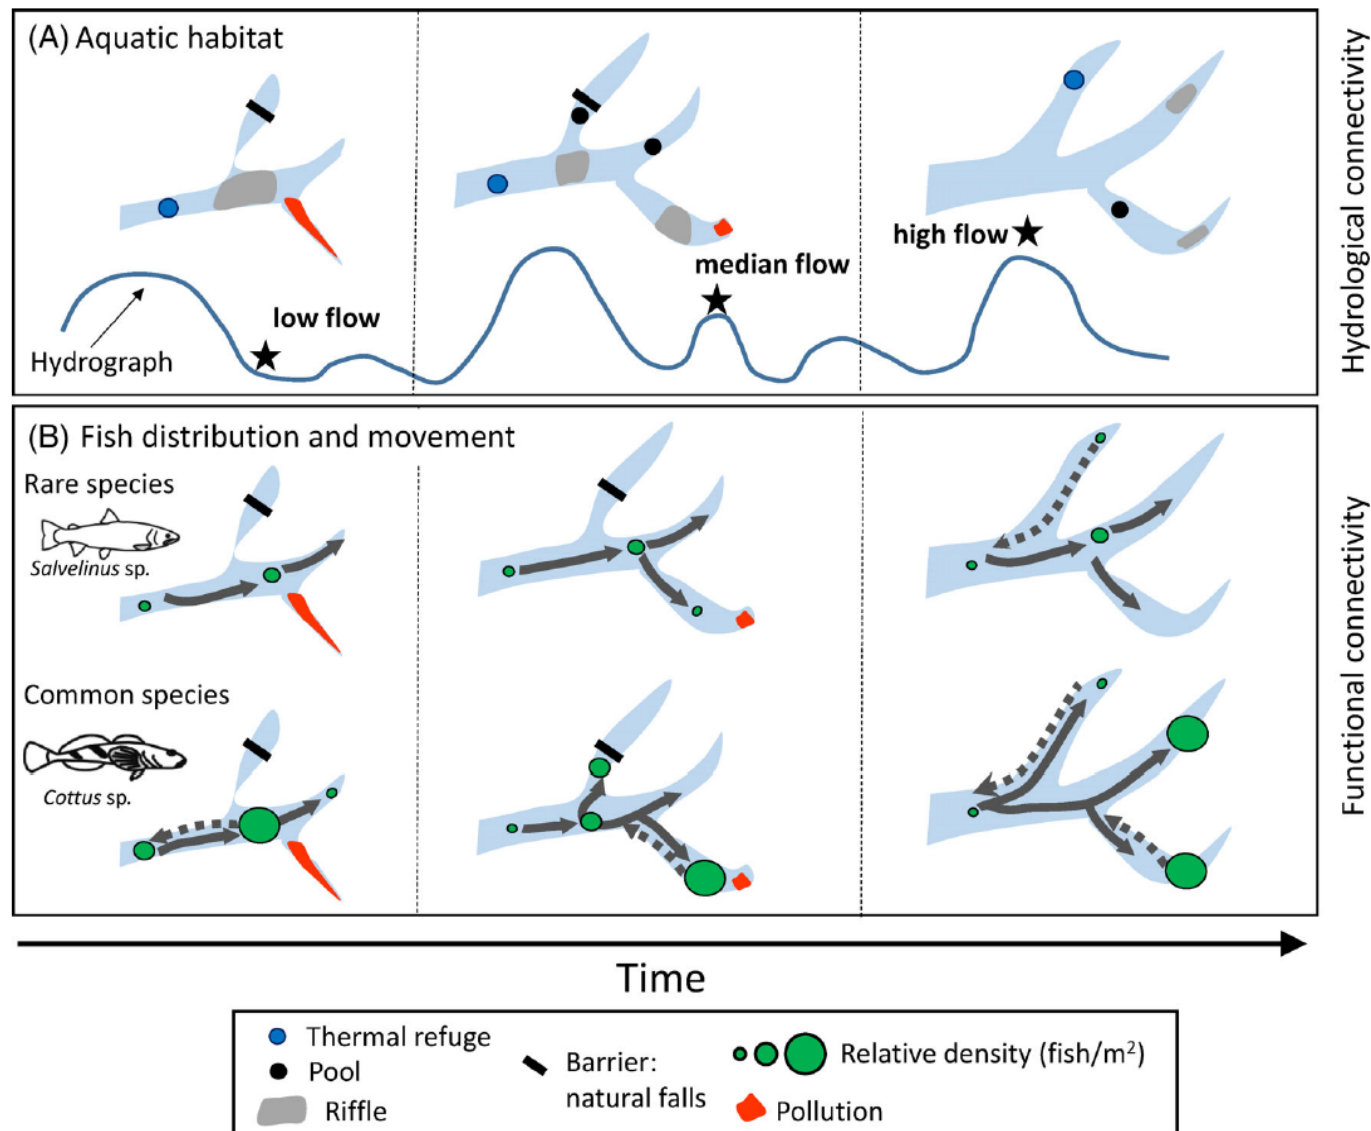 (A) Aquatic habitat
high flow
median flow
low flow
Hydrograph
Hydrological connectivity
(B) Fish distribution and movement
Rare species
Salvelinus sp.
Common species
Cottus sp.
Functional connectivity
Time
Thermal refuge
Pool
Riffle
Barrier:
natural falls
Relative density (fish/m²)
Pollution